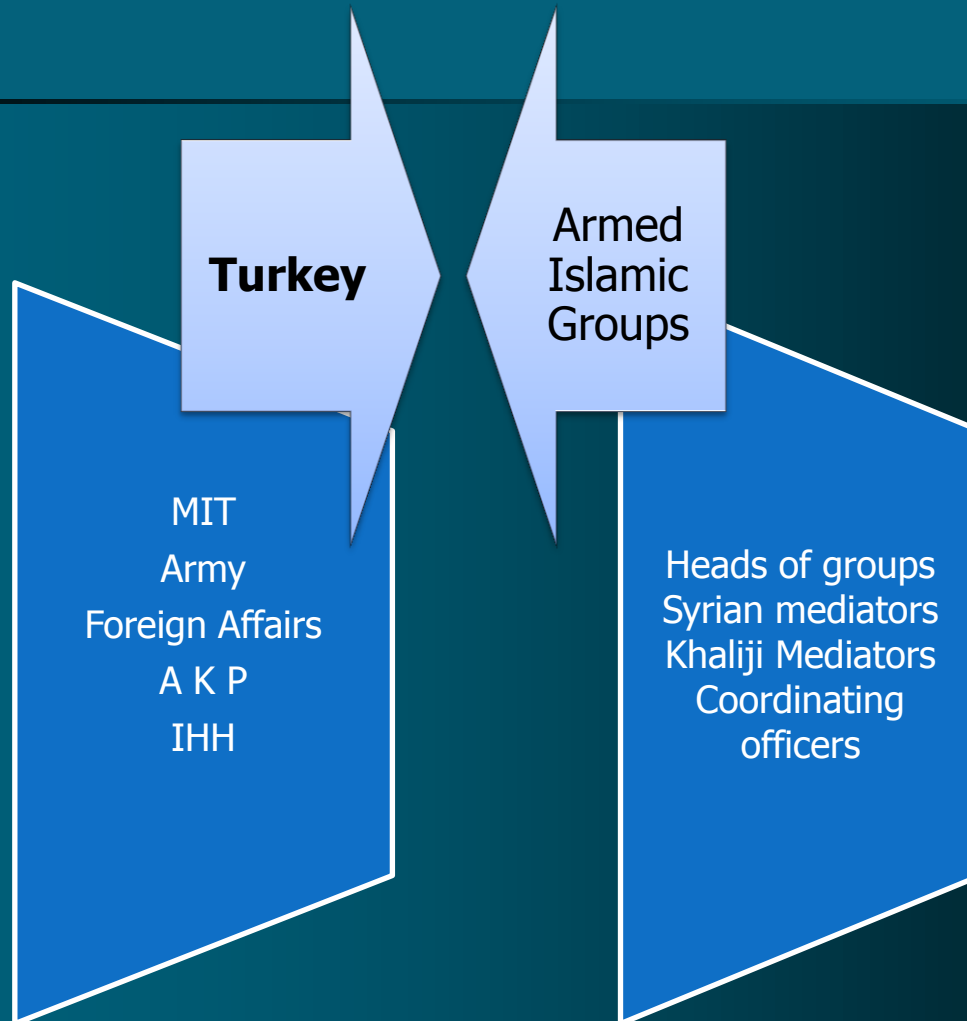 Turkey
Armed
Islamic
Groups
MIT
Army
Foreign Affairs
A K P
IHH
Heads of groups
Syrian mediators
Khaliji Mediators
Coordinating
officers